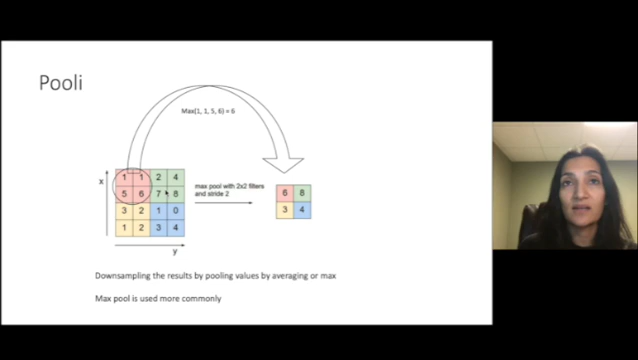 Pooli
Max(1, 1, 5, 6) = 6
x
1 1 2 4
5 6 7 8
3 2 1 0
1 2 3 4
y
max pool with 2x2 filters
and stride 2
6 8
3 4
Downsampling the results by pooling values by averaging or max
Max pool is used more commonly